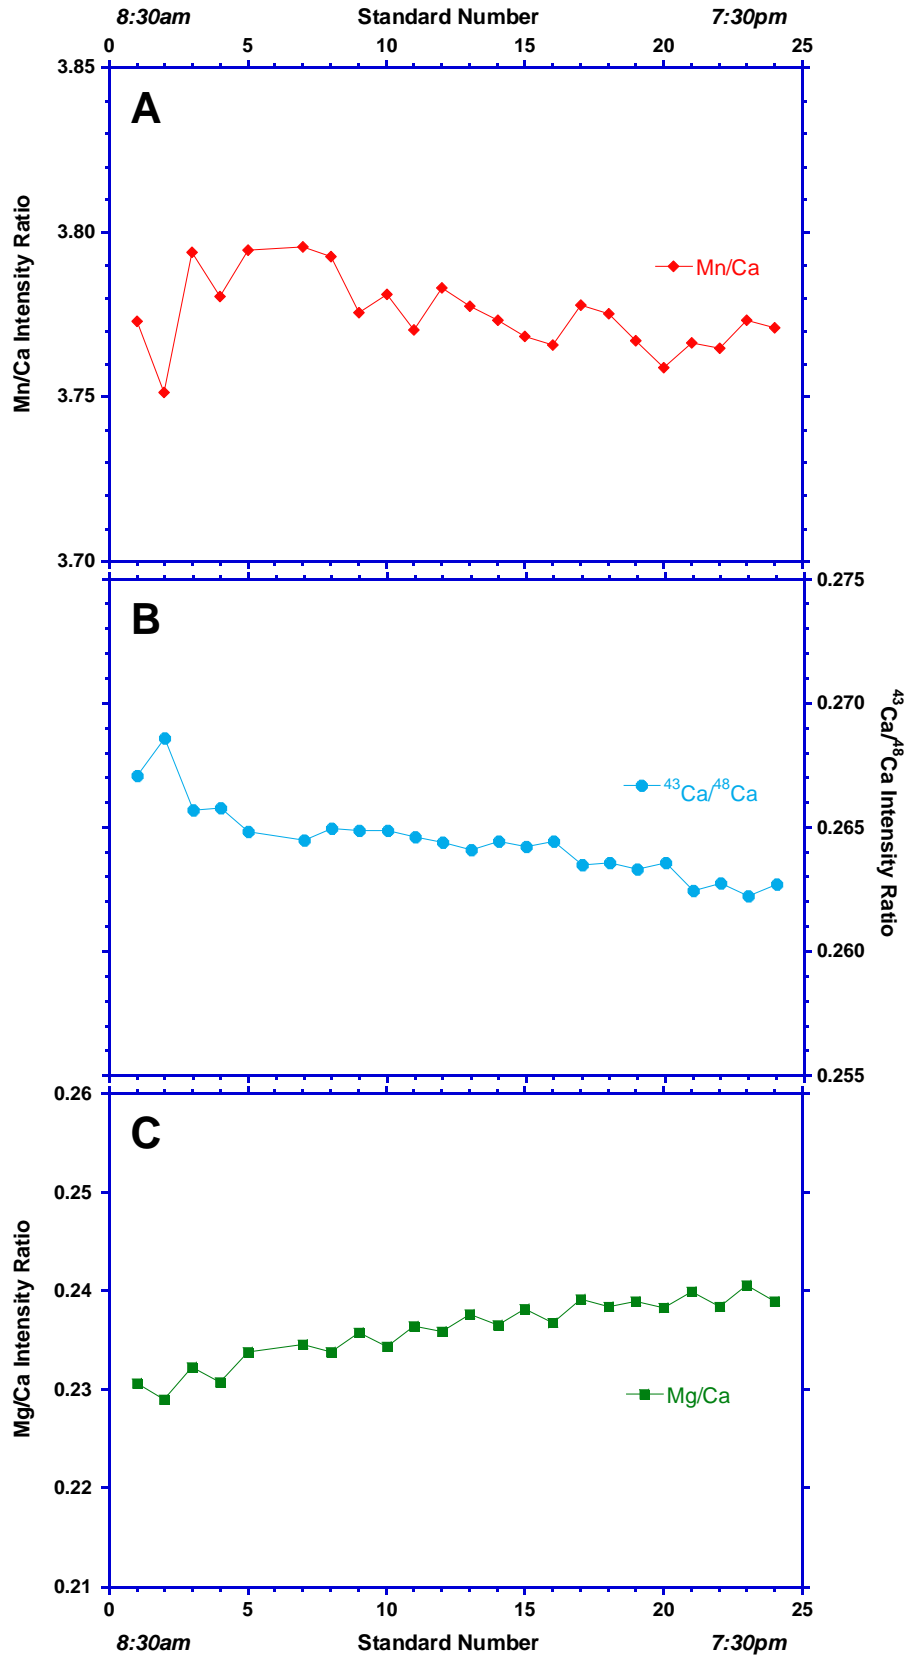 8:30am Standard Number 7:30pm
0 5 10 15 20 25
3.85
A
3.80
Mn/Ca
3.75
3.70
Mn/Ca Intensity Ratio
0.275
B
0.270
⁴³Ca/⁴⁸Ca
0.265
0.260
0.255
⁴³Ca/⁴⁸Ca Intensity Ratio
0.26
C
0.25
0.24
0.23
Mg/Ca
0.22
0.21
Mg/Ca Intensity Ratio
0 5 10 15 20 25
8:30am Standard Number 7:30pm